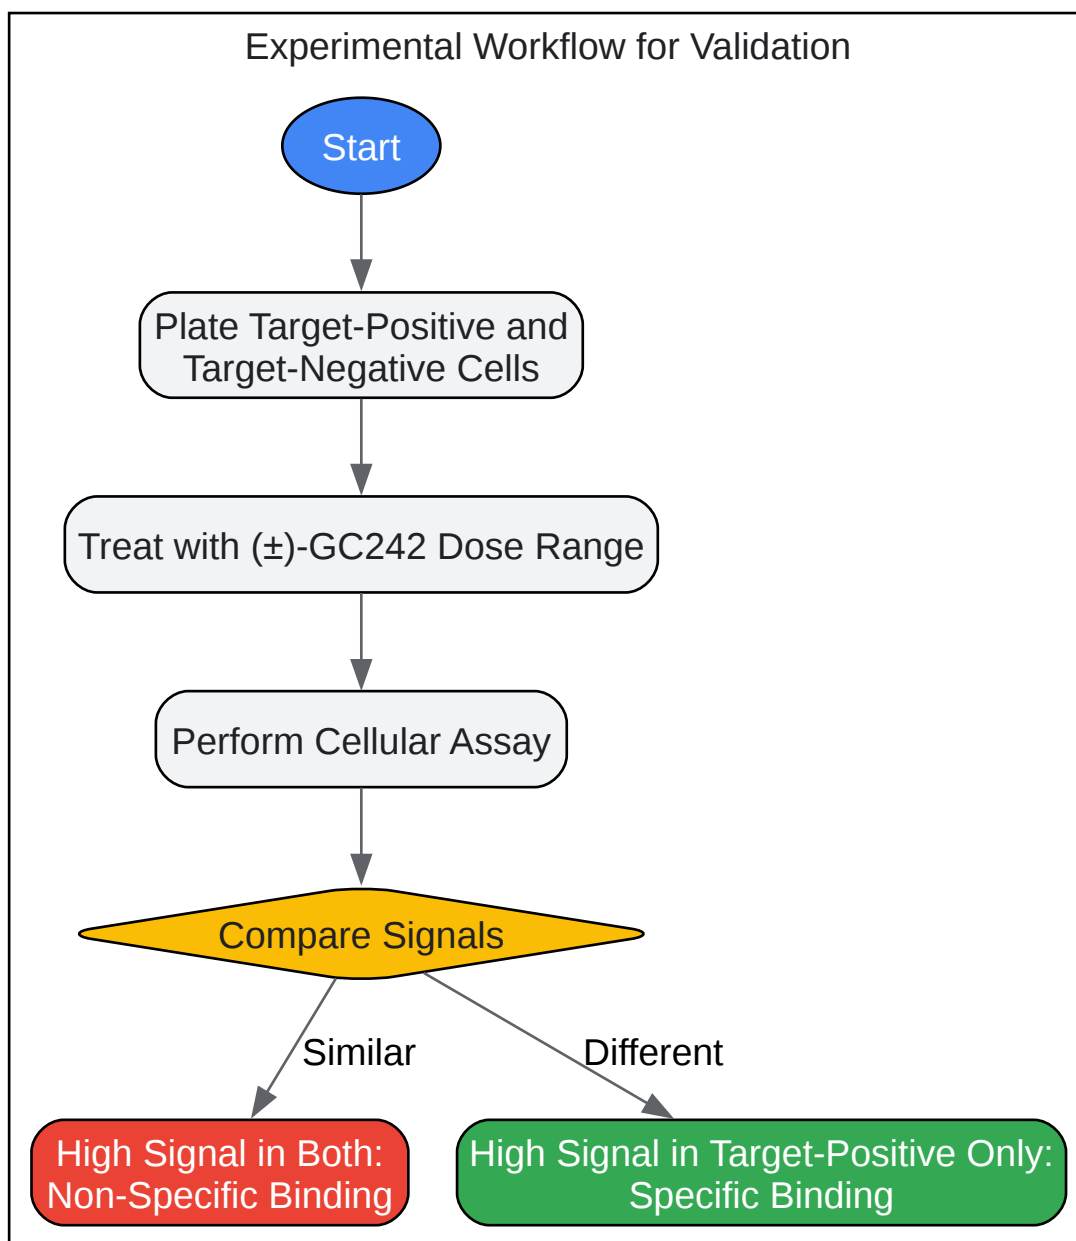 Experimental Workflow for Validation
Start
Plate Target-Positive and
Target-Negative Cells
Treat with (±)-GC242 Dose Range
Perform Cellular Assay
Compare Signals
Similar
Different
High Signal in Both:
Non-Specific Binding
High Signal in Target-Positive Only:
Specific Binding